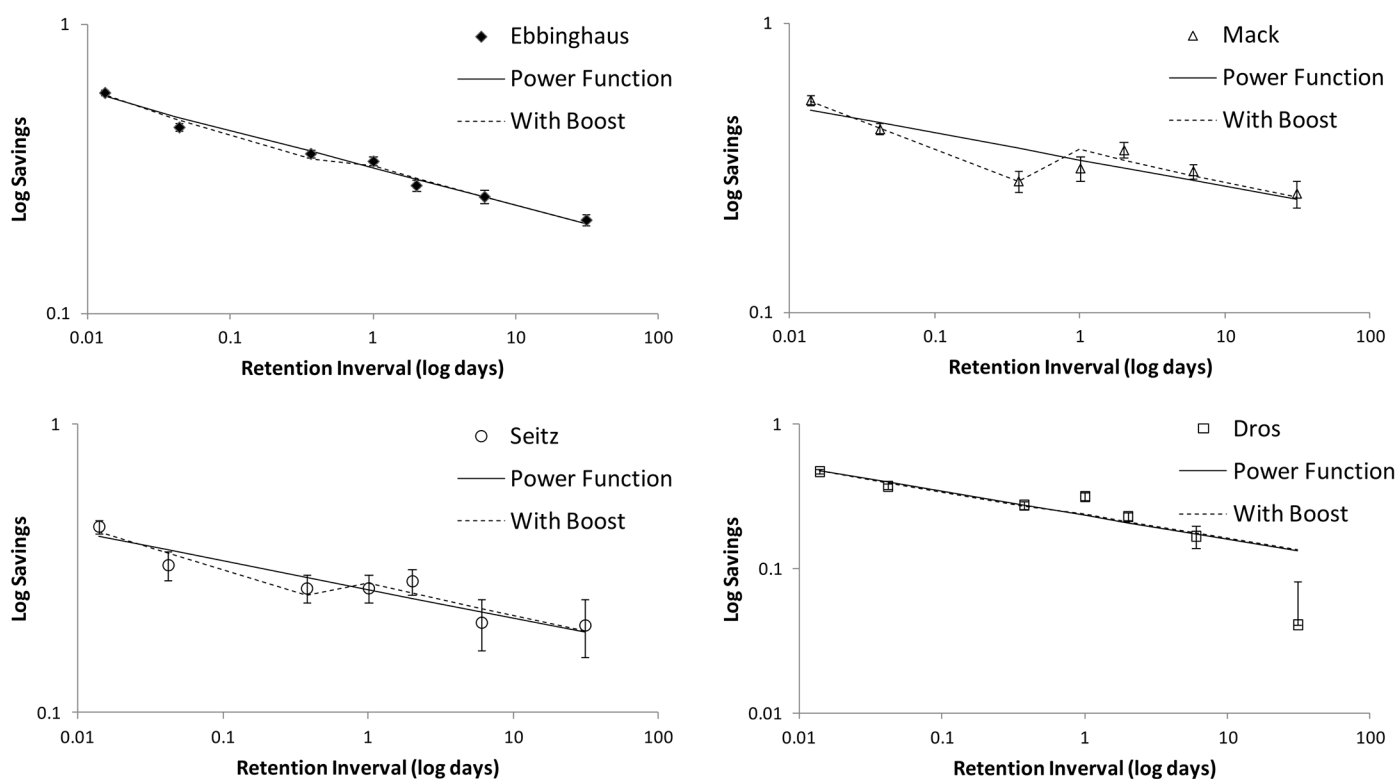 1
Ebbinghaus
Power Function
With Boost
Log Savings
0.1
0.01
0.1
1
10
100
Retention Inverval (log days)
1
Mack
Power Function
With Boost
Log Savings
0.1
0.01
0.1
1
10
100
Retention Inverval (log days)
1
Seitz
Power Function
With Boost
Log Savings
0.1
0.01
0.1
1
10
100
Retention Inverval (log days)
1
Dros
Power Function
With Boost
Log Savings
0.1
0.01
0.01
0.1
1
10
100
Retention Inverval (log days)